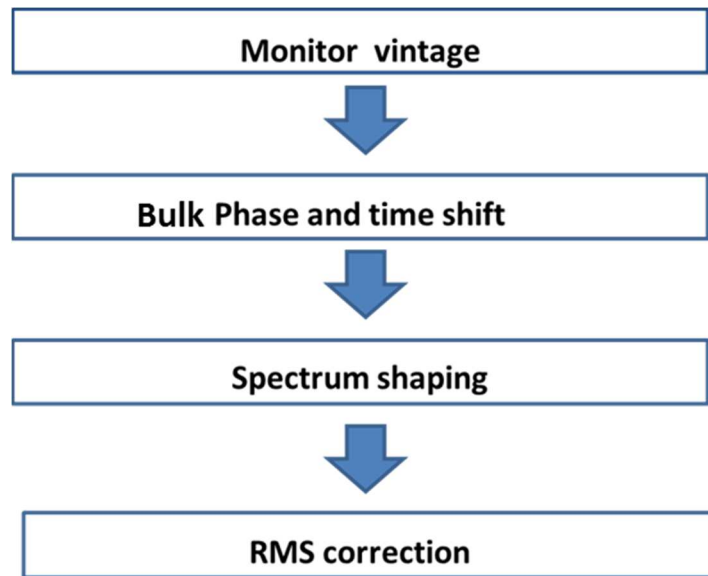 Monitor vintage
Bulk Phase and time shift
Spectrum shaping
RMS correction